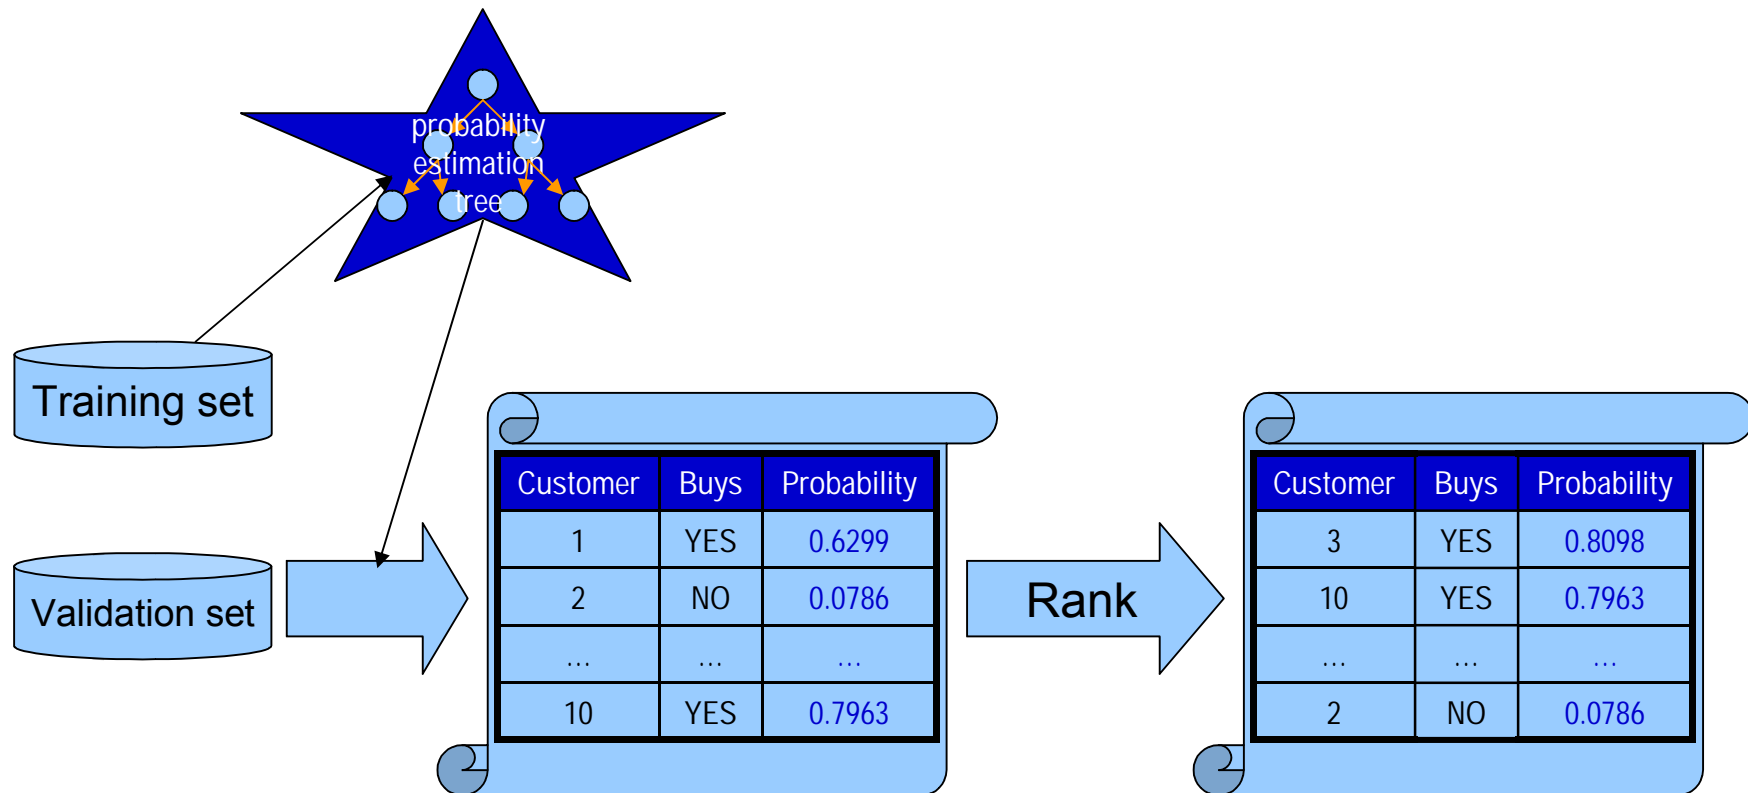 probability
estimation
tree
Training set
Validation set
Customer Buys Probability
1 YES 0.6299
2 NO 0.0786
... ... ...
10 YES 0.7963
Rank
Customer Buys Probability
3 YES 0.8098
10 YES 0.7963
... ... ...
2 NO 0.0786